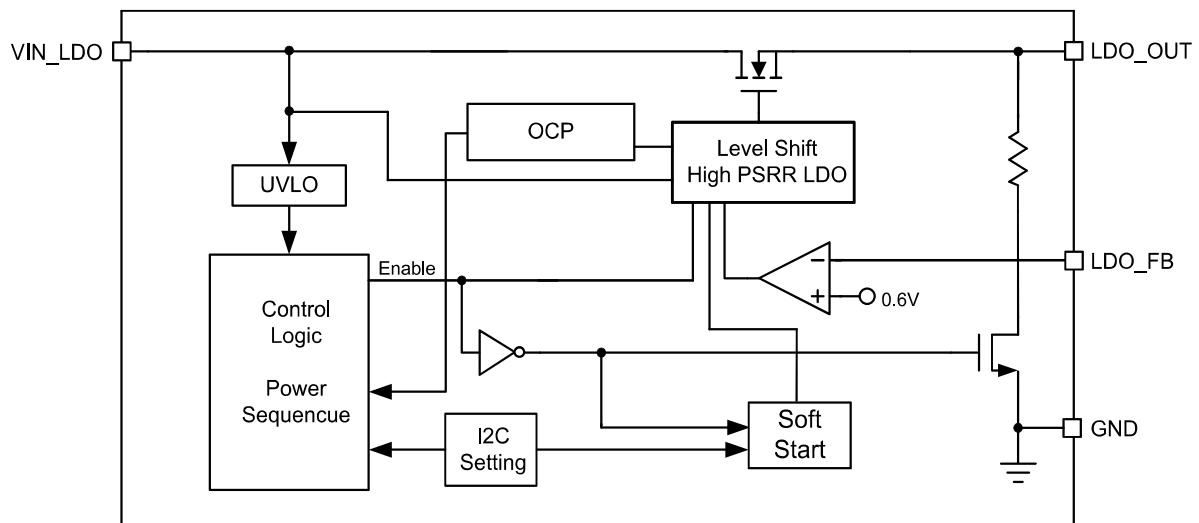 VIN_LDO
LDO_OUT
OCP
Level Shift
High PSRR LDO
UVLO
Enable
LDO_FB
−
+
0.6V
Control
Logic
Power
Sequencue
I2C
Setting
Soft
Start
GND